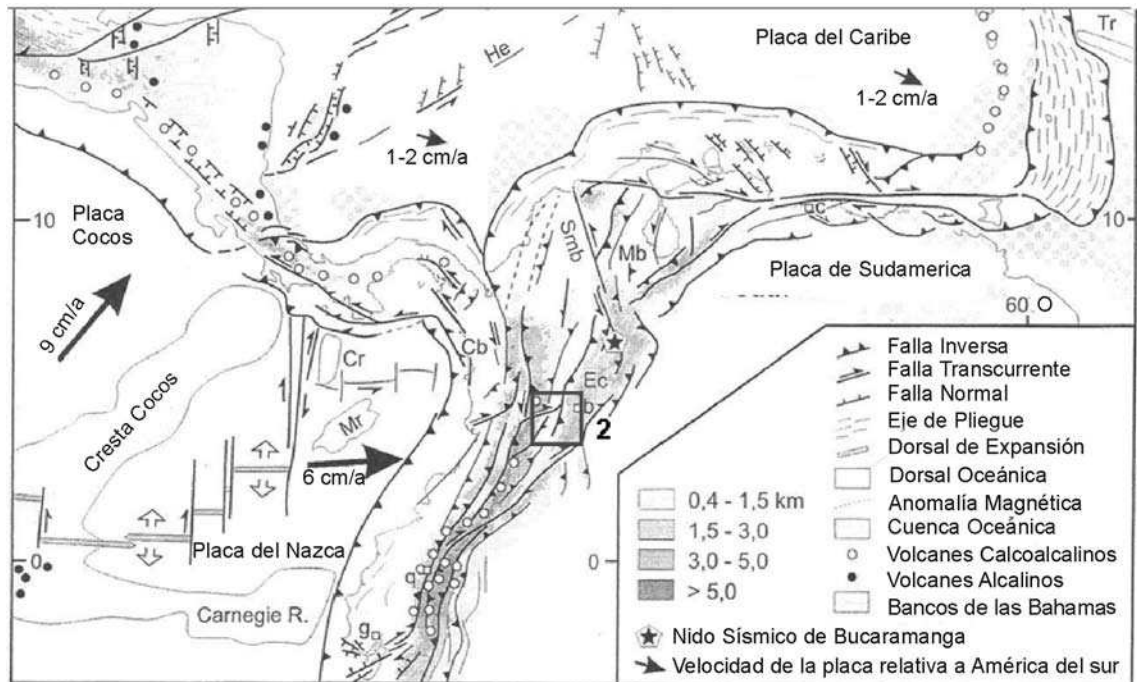 Placa del Caribe
Tr
He
1-2 cm/a
1-2 cm/a
10
Placa
Cocos
Smb
Mb
10
Placa de Sudamerica
60 O
9 cm/a
Cr
Cb
Ec
Cresta Cocos
Mr
b
2
6 cm/a
Placa del Nazca
0
0
q
Carnegie R.
g
Falla Inversa
Falla Transcurrente
Falla Normal
Eje de Pliegue
Dorsal de Expansión
Dorsal Oceánica
Anomalía Magnética
Cuenca Oceánica
Volcanes Calcoalcalinos
Volcanes Alcalinos
Bancos de las Bahamas
0,4 - 1,5 km
1,5 - 3,0
3,0 - 5,0
> 5,0
Nido Sísmico de Bucaramanga
Velocidad de la placa relativa a América del sur